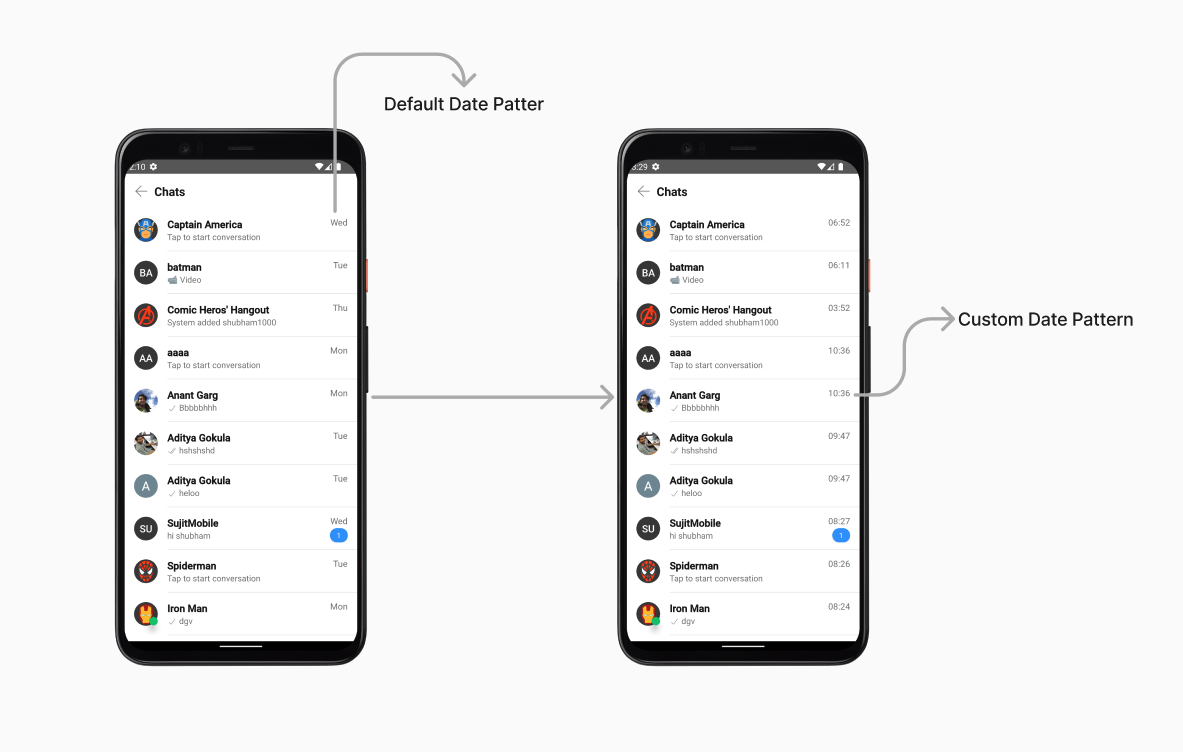 Default Date Patter
:10
Chats
Captain America
Wed
Tap to start conversation
BA
batman
Tue
Video
Comic Heros' Hangout
Thu
System added shubham1000
AA
aaaa
Mon
Tap to start conversation
Anant Garg
Mon
Bbbbbhhh
Aditya Gokula
Tue
hshshshd
A
Aditya Gokula
Tue
heloo
SU
SujitMobile
Wed
hi shubham
1
Spiderman
Tue
Tap to start conversation
Iron Man
Mon
dgv
3:29
Chats
Captain America
06:52
Tap to start conversation
BA
batman
06:11
Video
Comic Heros' Hangout
03:52
System added shubham1000
AA
aaaa
10:36
Tap to start conversation
Anant Garg
10:36
Bbbbbhhh
Aditya Gokula
09:47
hshshshd
A
Aditya Gokula
09:47
heloo
SU
SujitMobile
08:27
hi shubham
1
Spiderman
08:26
Tap to start conversation
Iron Man
08:24
dgv
Custom Date Pattern